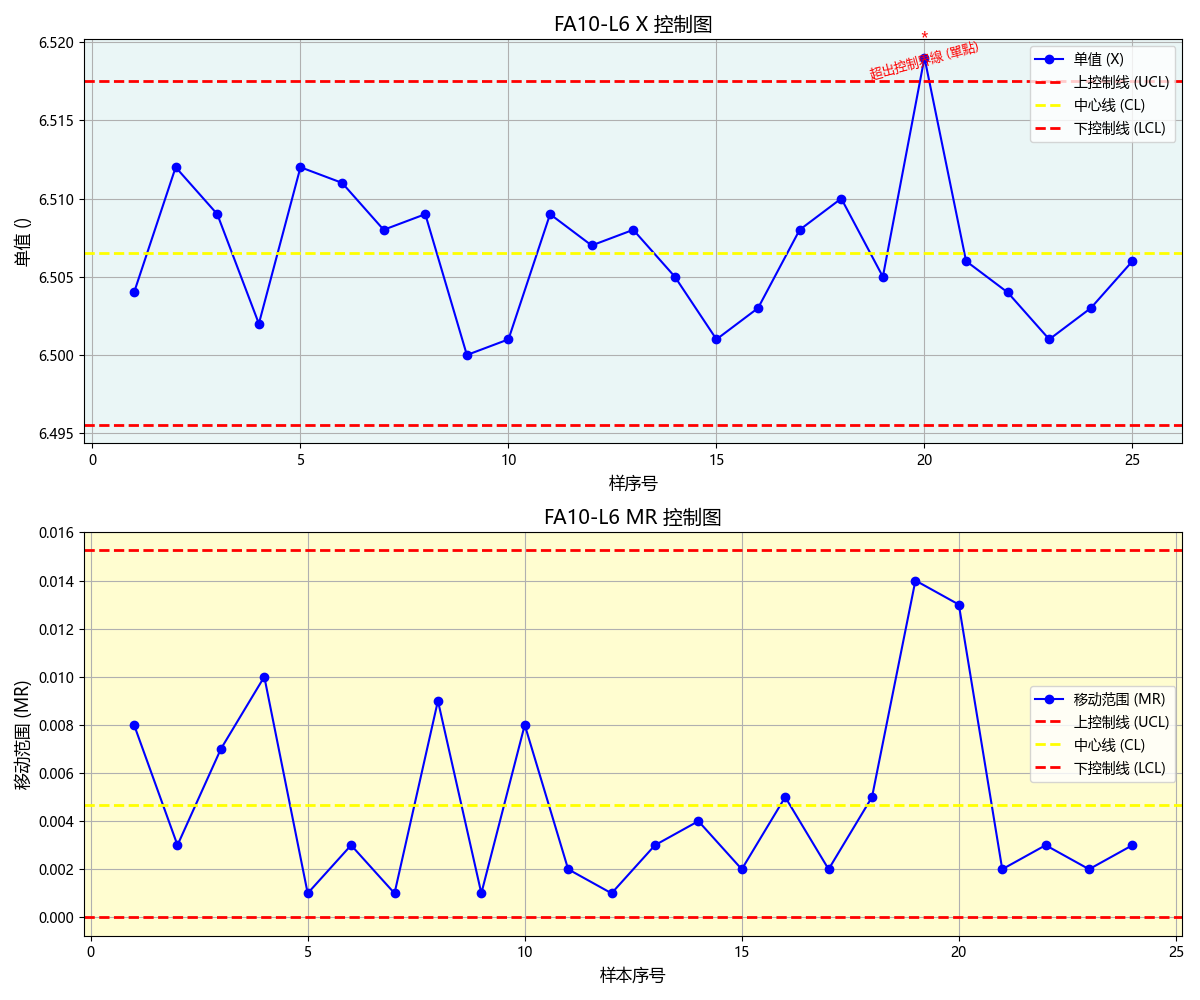 FA10-L6 X 控制图
*
超出控制界線 (單點)
单值 (X)
上控制线 (UCL)
中心线 (CL)
下控制线 (LCL)
6.520
6.515
6.510
6.505
6.500
6.495
单值 ()
0 5 10 15 20 25
样序号
FA10-L6 MR 控制图
0.016
0.014
0.012
0.010
0.008
0.006
0.004
0.002
0.000
移动范围 (MR)
移动范围 (MR)
上控制线 (UCL)
中心线 (CL)
下控制线 (LCL)
0 5 10 15 20 25
样本序号